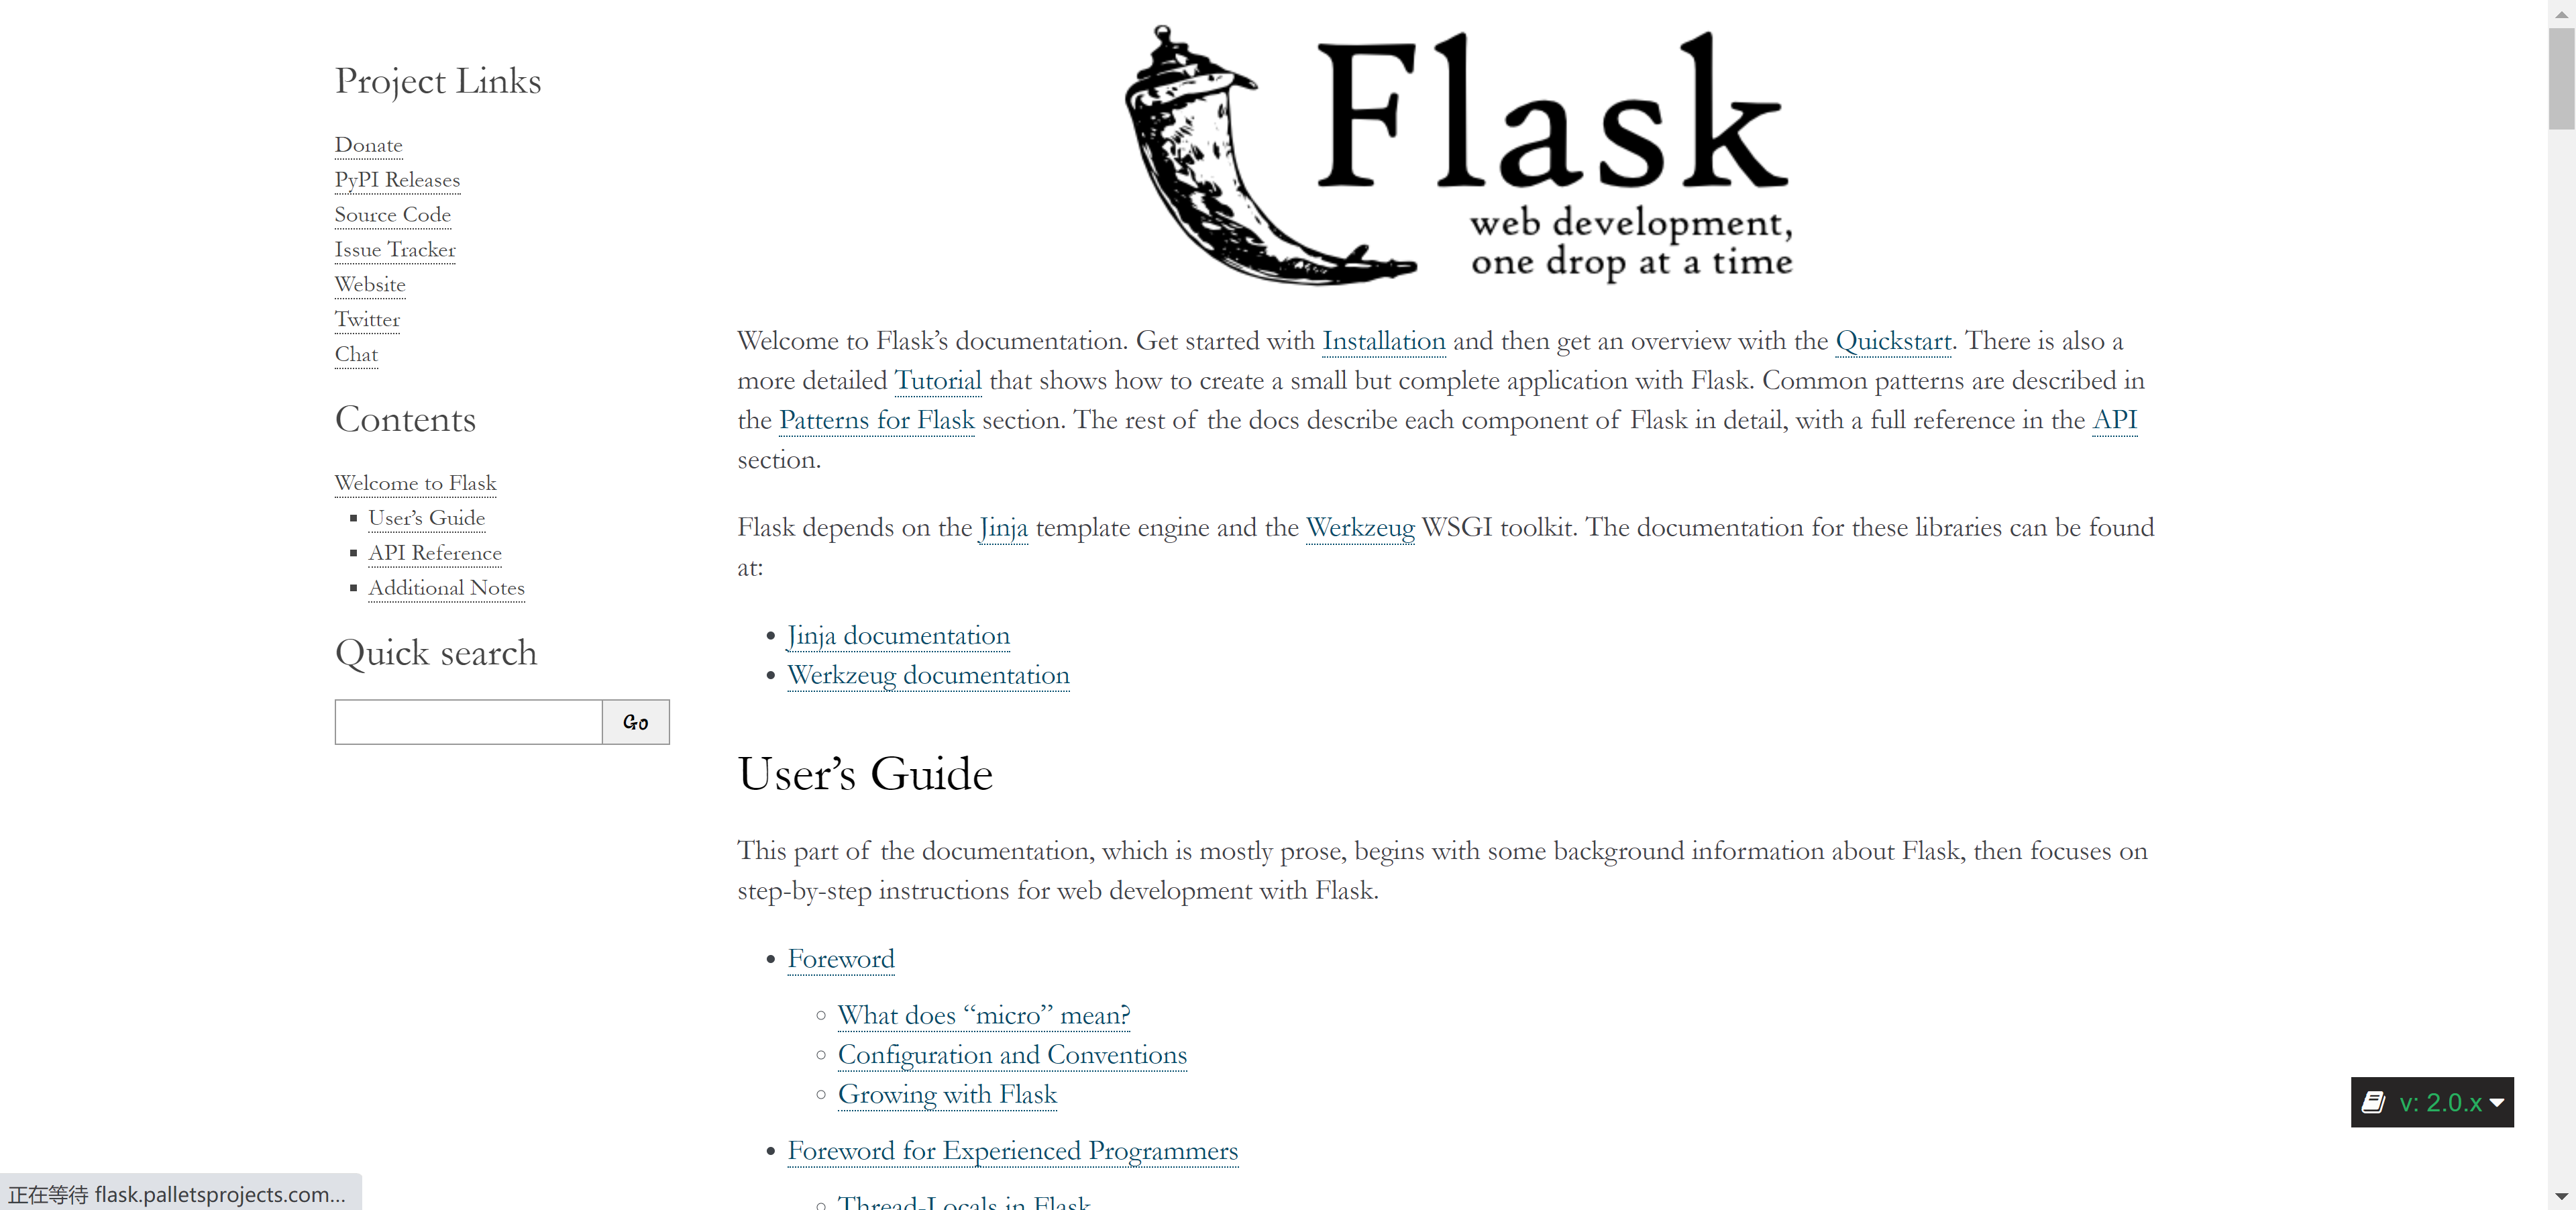 Project Links
Donate
PyPI Releases
Source Code
Issue Tracker
Website
Twitter
Chat
Contents
Welcome to Flask
User’s Guide
API Reference
Additional Notes
Quick search
Go
Flask
web development,
one drop at a time
Welcome to Flask’s documentation. Get started with Installation and then get an overview with the Quickstart. There is also a
more detailed Tutorial that shows how to create a small but complete application with Flask. Common patterns are described in
the Patterns for Flask section. The rest of the docs describe each component of Flask in detail, with a full reference in the API
section.
Flask depends on the Jinja template engine and the Werkzeug WSGI toolkit. The documentation for these libraries can be found
at:
Jinja documentation
Werkzeug documentation
User’s Guide
This part of the documentation, which is mostly prose, begins with some background information about Flask, then focuses on
step-by-step instructions for web development with Flask.
Foreword
What does “micro” mean?
Configuration and Conventions
Growing with Flask
Foreword for Experienced Programmers
Thread-Locals in Flask
v: 2.0.x
正在等待 flask.palletsprojects.com...